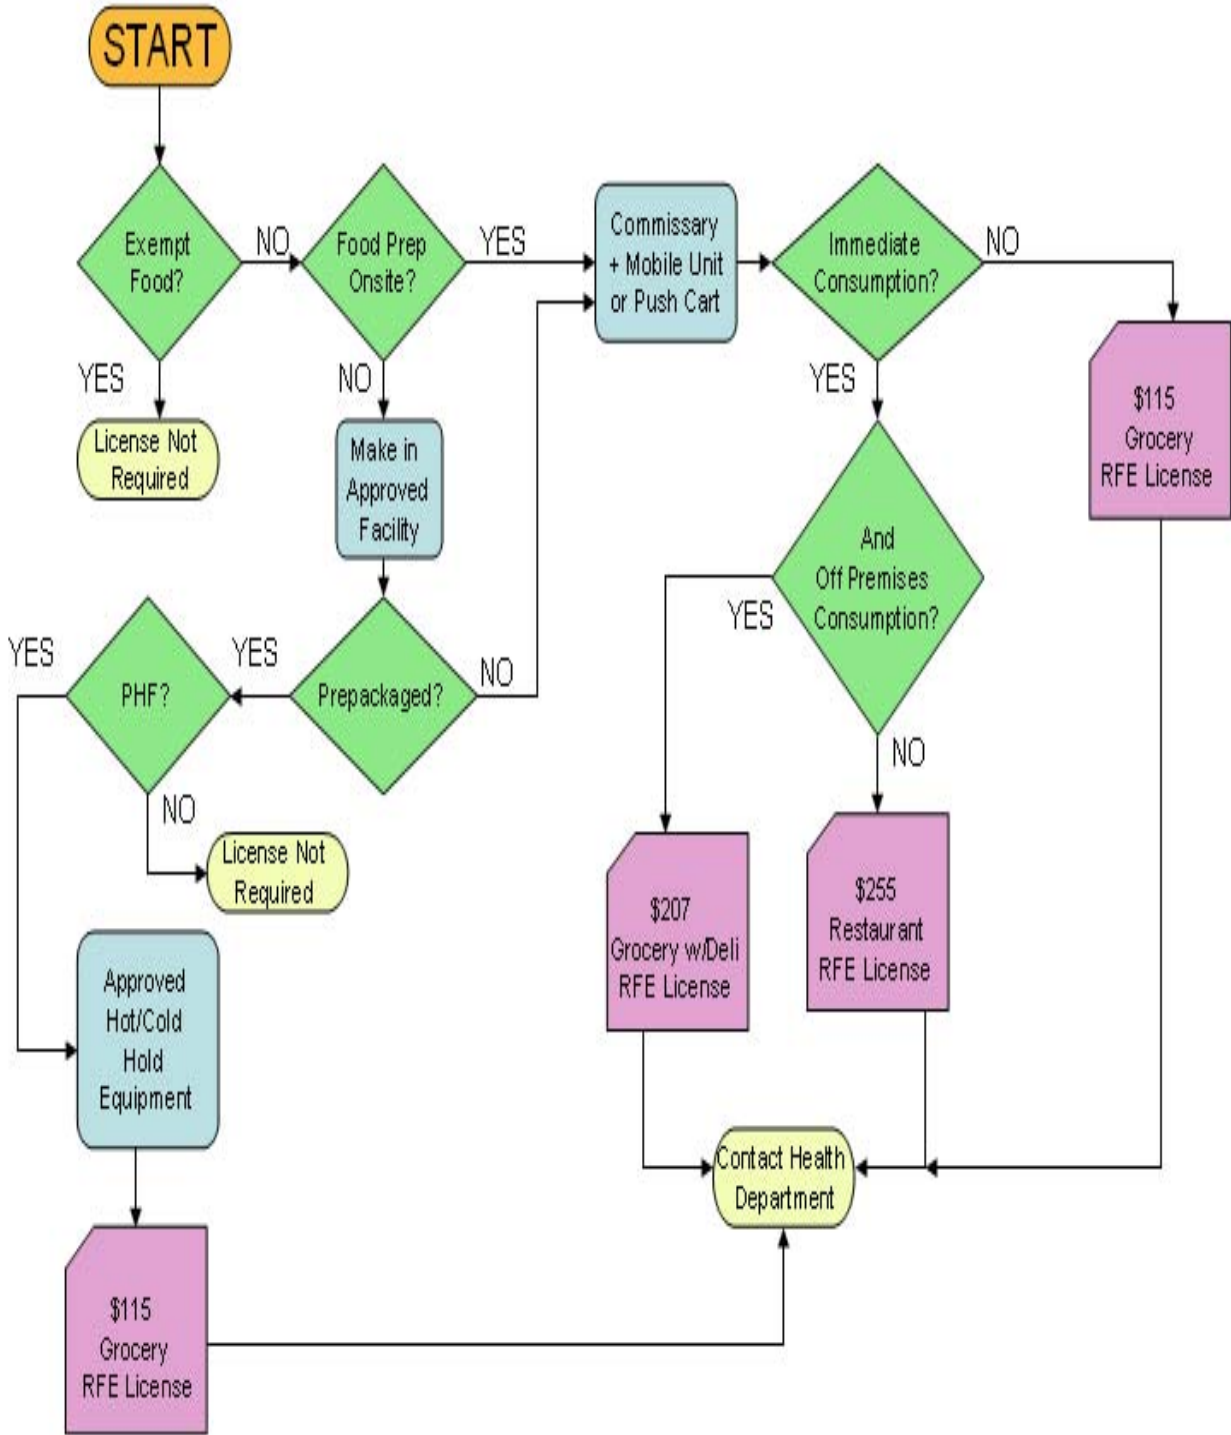 START
Exempt
Food?
NO
Food Prep
Onsite?
YES
Commissary
+ Mobile Unit
or Push Cart
Immediate
Consumption?
NO
YES
License Not
Required
NO
Make in
Approved
Facility
YES
$115
Grocery
RFE License
And
Off Premises
Consumption?
YES
NO
YES
PHF?
YES
Prepackaged?
NO
NO
License Not
Required
$207
Grocery w/Deli
RFE License
$255
Restaurant
RFE License
Approved
Hot/Cold
Hold
Equipment
Contact Health
Department
$115
Grocery
RFE License